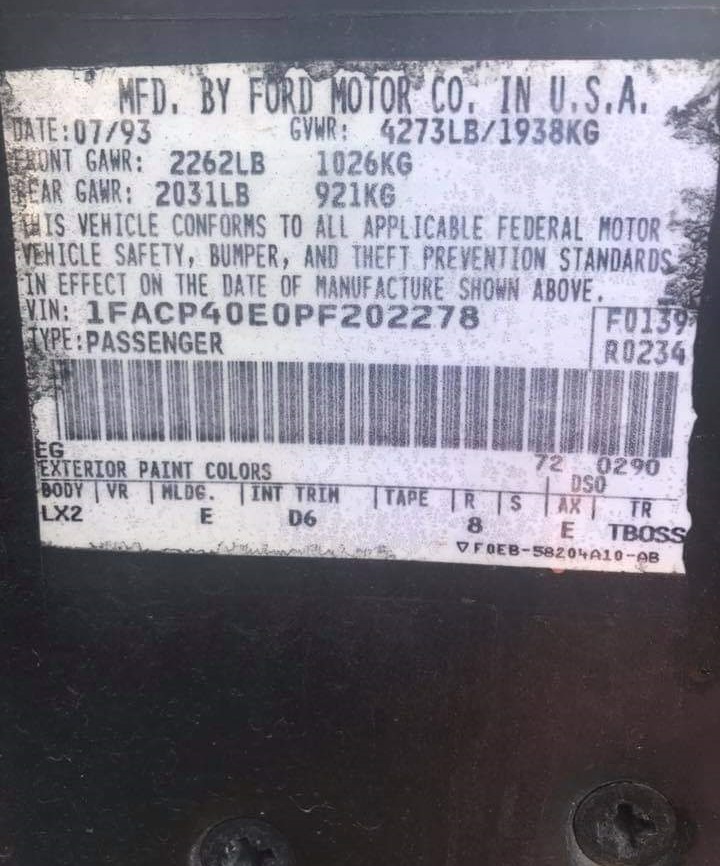 MFD. BY FORD MOTOR CO. IN U.S.A.
DATE: 07/93 GVWR: 4273LB/1938KG
FRONT GAWR: 2262LB 1026KG
REAR GAWR: 2031LB 921KG
THIS VEHICLE CONFORMS TO ALL APPLICABLE FEDERAL MOTOR
VEHICLE SAFETY, BUMPER, AND THEFT PREVENTION STANDARDS
IN EFFECT ON THE DATE OF MANUFACTURE SHOWN ABOVE.
VIN: 1FACP40E0PF202278 F0139
TYPE: PASSENGER R0234
EG 72 0290
EXTERIOR PAINT COLORS DSO
BODY | VR | MLDG. | INT TRIM | TAPE | R | S | AX | TR
LX2 E D6 8 E TBOSS
▽F0EB-58204A10-AB